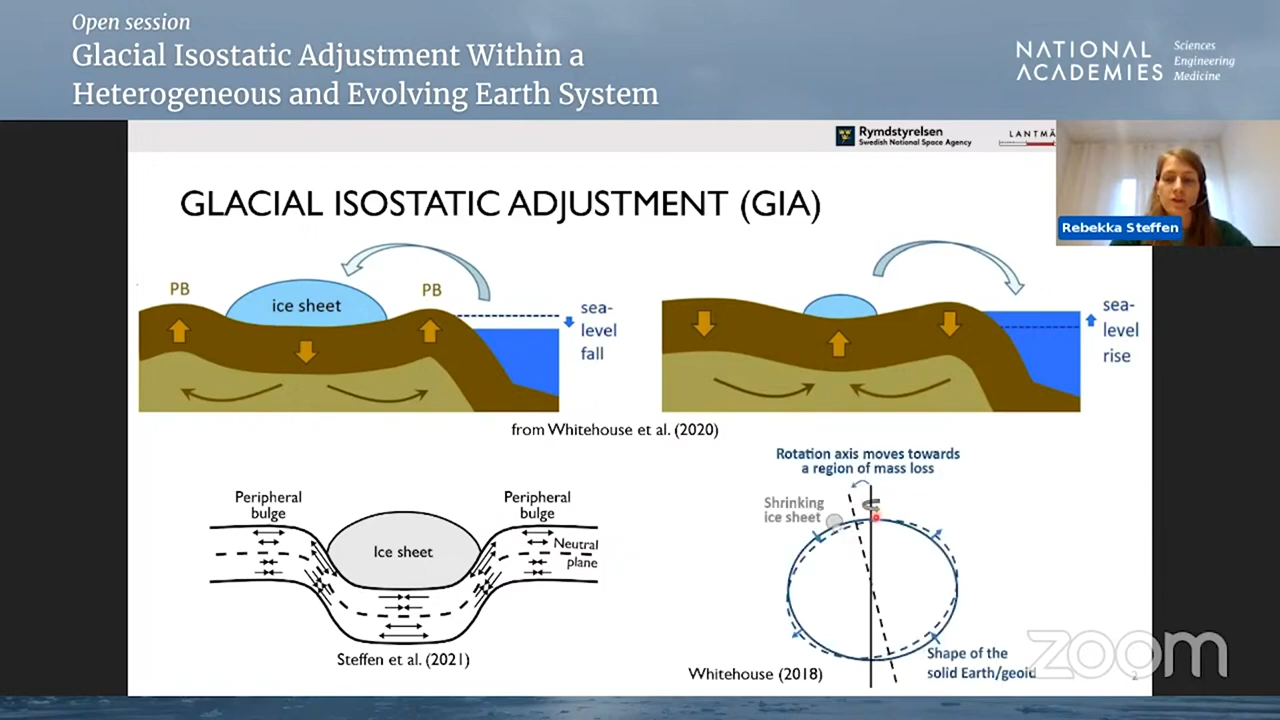 Open session
Glacial Isostatic Adjustment Within a
Heterogeneous and Evolving Earth System
NATIONAL
ACADEMIES
Sciences
Engineering
Medicine
Rymdstyrelsen
Swedish National Space Agency
LANTMÄ
Rebekka Steffen
GLACIAL ISOSTATIC ADJUSTMENT (GIA)
PB
ice sheet
PB
sea-
level
fall
sea-
level
rise
from Whitehouse et al. (2020)
Peripheral
bulge
Peripheral
bulge
Ice sheet
Neutral
plane
Steffen et al. (2021)
Rotation axis moves towards
a region of mass loss
Shrinking
ice sheet
Shape of the
solid Earth/geoid
Whitehouse (2018)
zoom
2